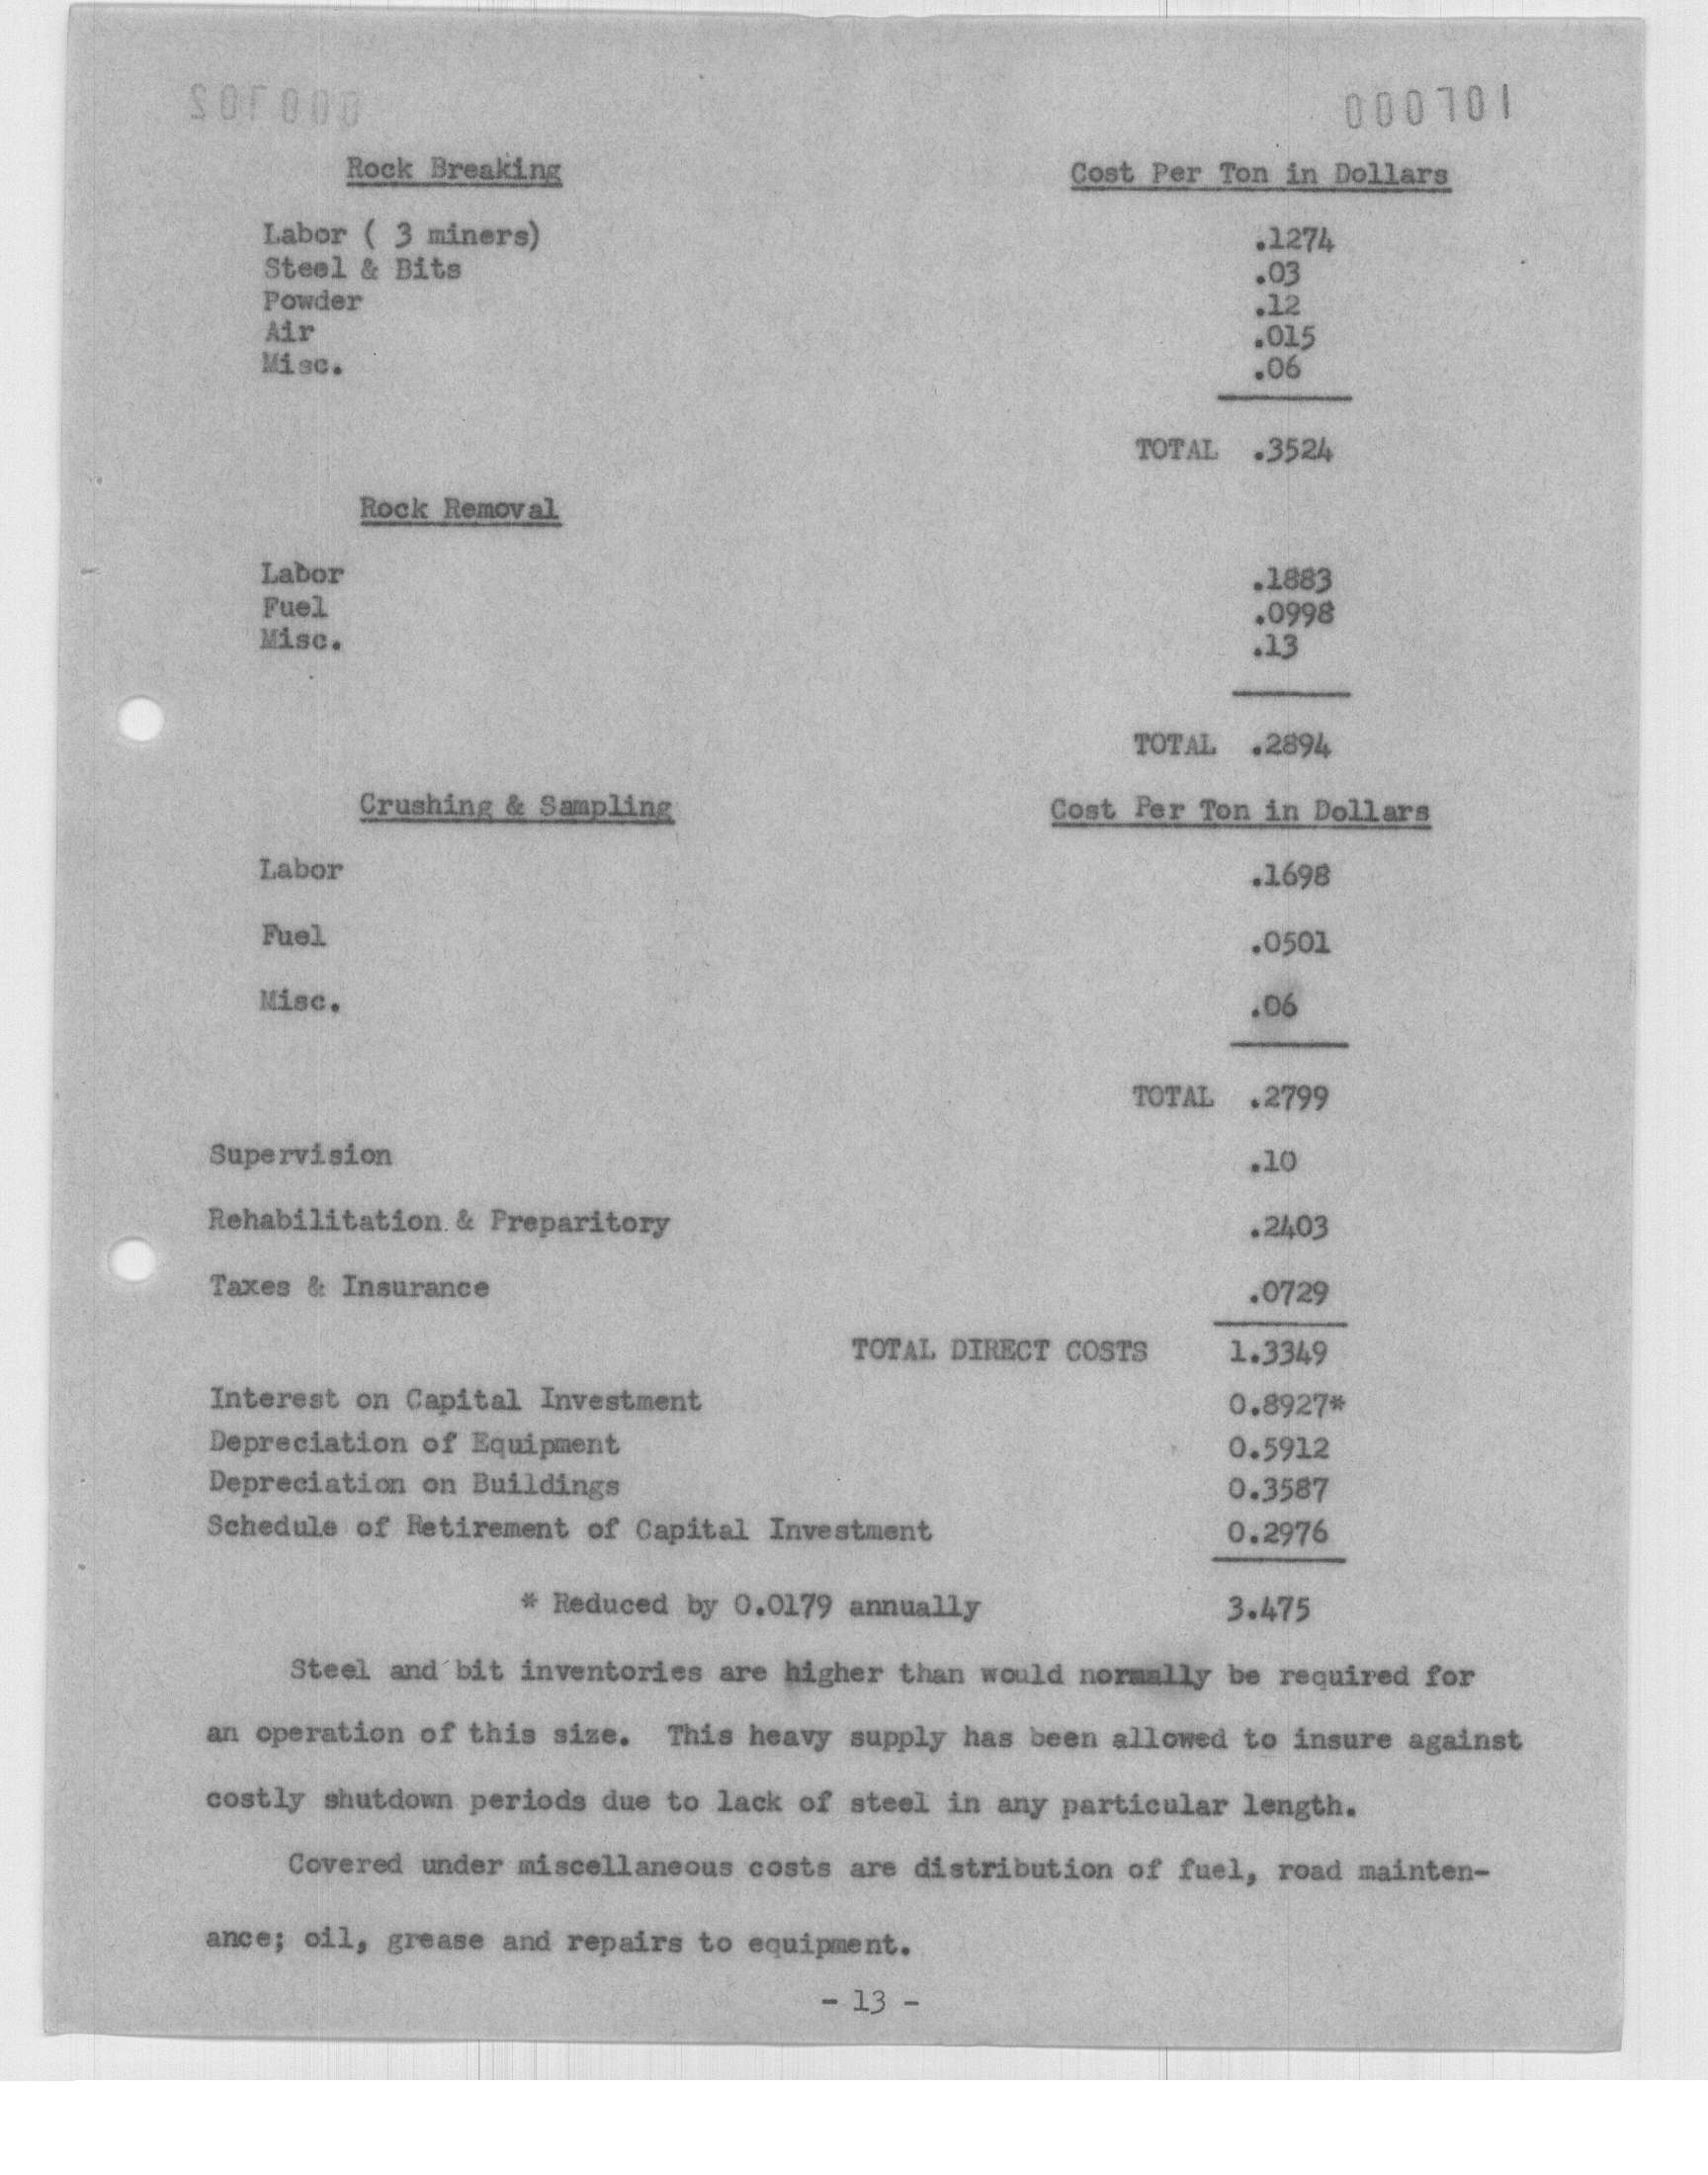 000702
000701
Rock Breaking Cost Per Ton in Dollars
Labor ( 3 miners) .1274
Steel & Bits .03
Powder .12
Air .015
Misc. .06
TOTAL .3524
Rock Removal
Labor .1883
Fuel .0998
Misc. .13
TOTAL .2894
Crushing & Sampling Cost Per Ton in Dollars
Labor .1698
Fuel .0501
Misc. .06
TOTAL .2799
Supervision .10
Rehabilitation & Preparitory .2403
Taxes & Insurance .0729
TOTAL DIRECT COSTS 1.3349
Interest on Capital Investment 0.8927*
Depreciation of Equipment 0.5912
Depreciation on Buildings 0.3587
Schedule of Retirement of Capital Investment 0.2976
* Reduced by 0.0179 annually 3.475
Steel and bit inventories are higher than would normally be required for
an operation of this size. This heavy supply has been allowed to insure against
costly shutdown periods due to lack of steel in any particular length.
Covered under miscellaneous costs are distribution of fuel, road mainten-
ance; oil, grease and repairs to equipment.
- 13 -